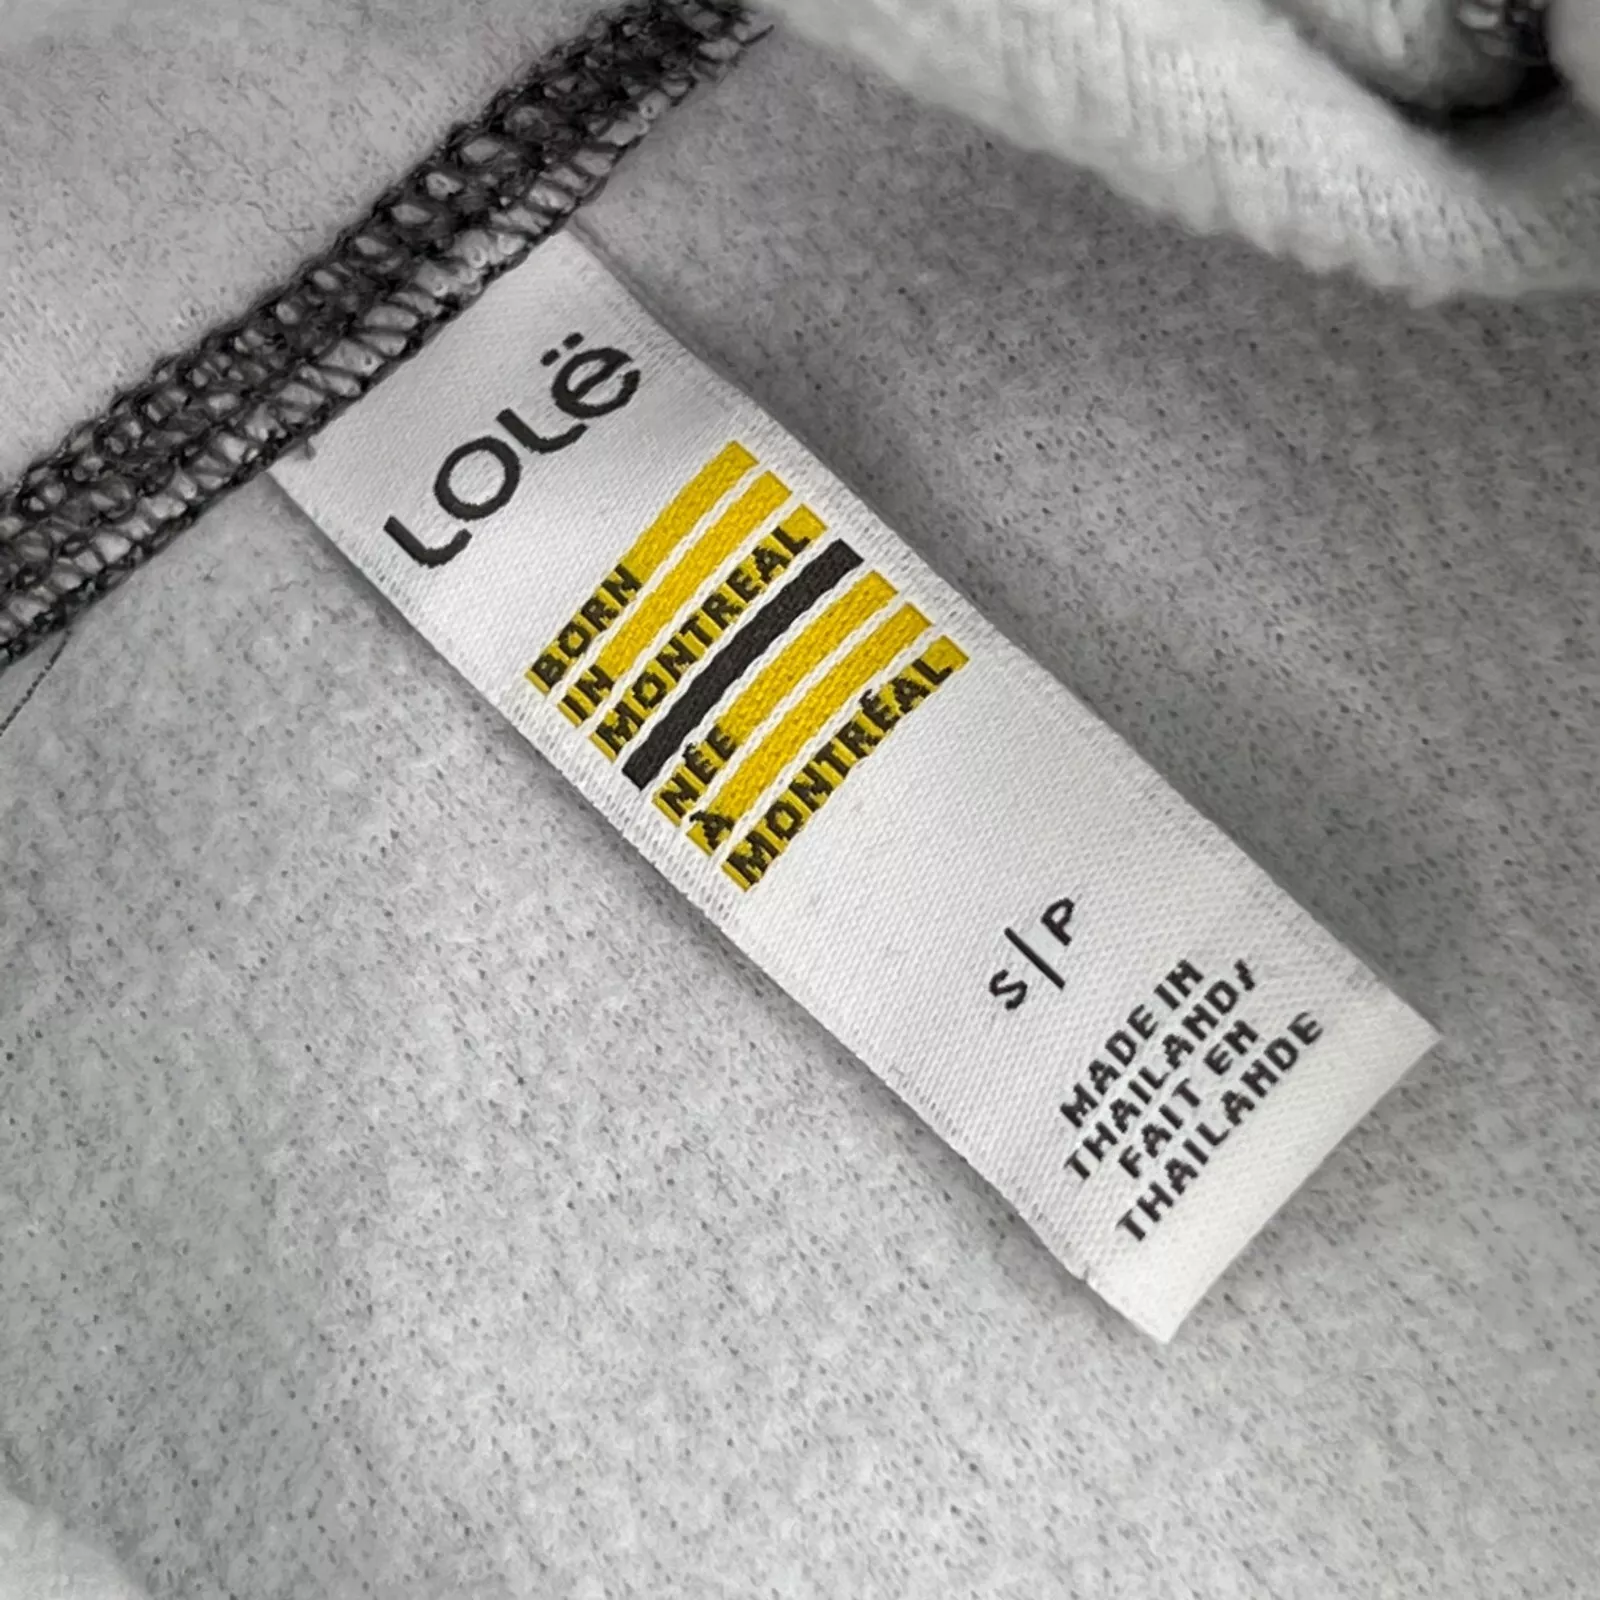 LOLË
BORN
IN
MONTREAL
NÉE
À
MONTRÉAL
S|P
MADE IN
THAILAND/
FAIT EN
THAILANDE